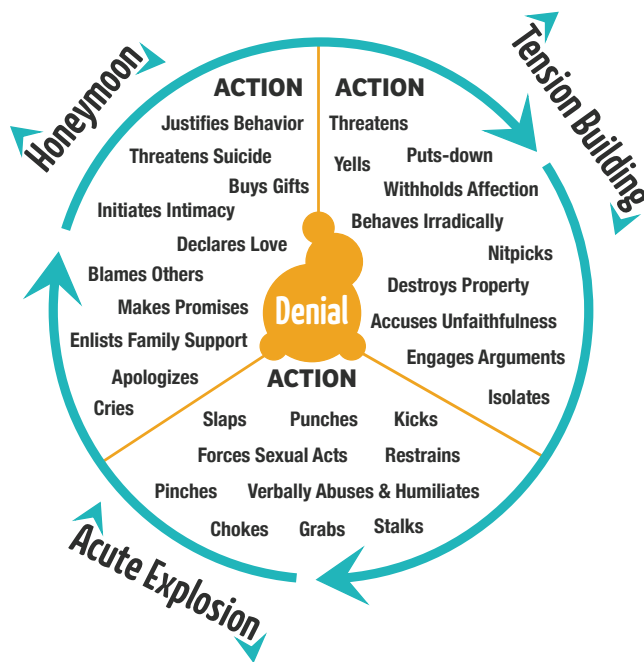 Honeymoon
ACTION
Justifies Behavior
Threatens Suicide
Buys Gifts
Initiates Intimacy
Declares Love
Blames Others
Makes Promises
Enlists Family Support
Apologizes
Cries
Tension Building
ACTION
Threatens
Puts-down
Yells
Withholds Affection
Behaves Irradically
Nitpicks
Destroys Property
Accuses Unfaithfulness
Engages Arguments
Isolates
Denial
ACTION
Slaps Punches Kicks
Forces Sexual Acts Restrains
Pinches Verbally Abuses & Humiliates
Chokes Grabs Stalks
Acute Explosion